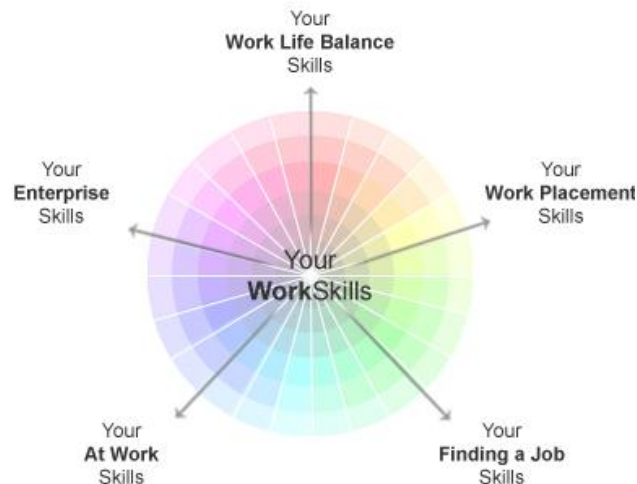 Your
Work Life Balance
Skills
Your
Enterprise
Skills
Your
Work Placement
Skills
Your
WorkSkills
Your
At Work
Skills
Your
Finding a Job
Skills